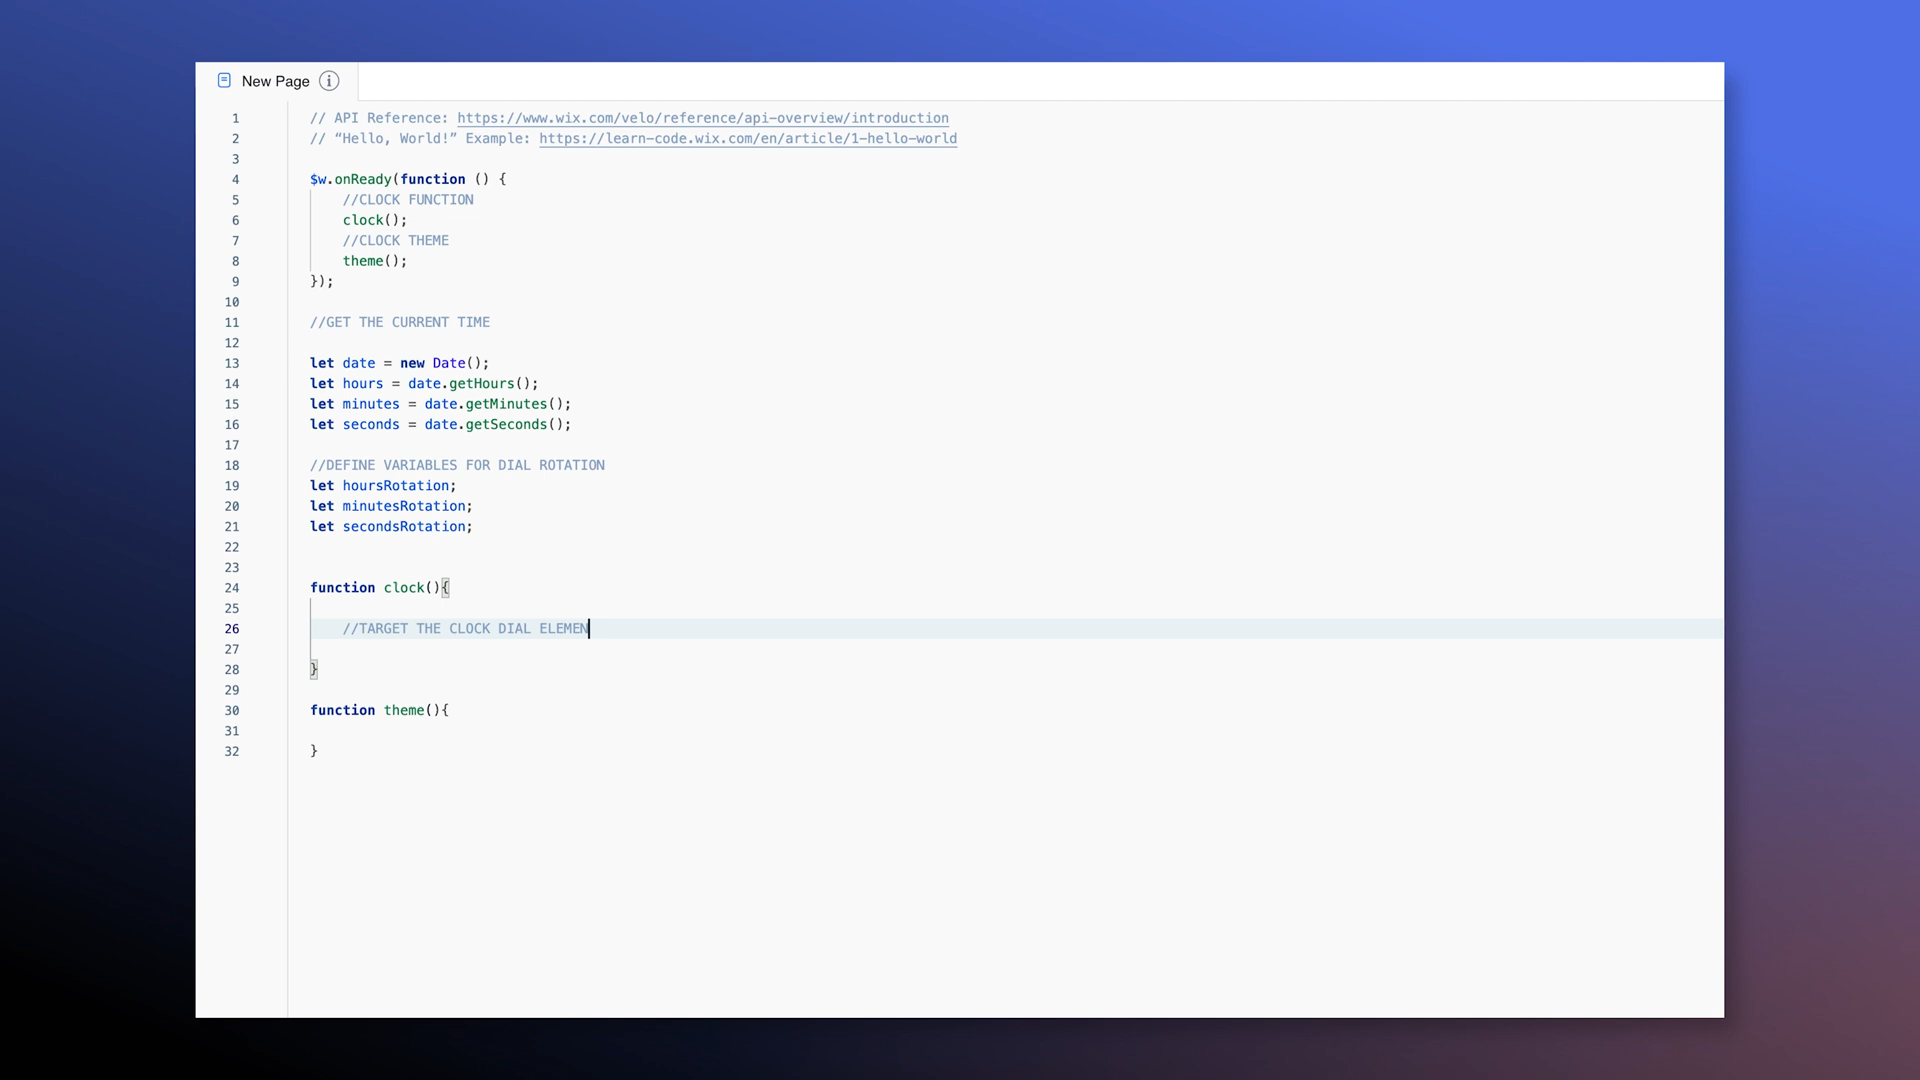 New Page
1 // API Reference: https://www.wix.com/velo/reference/api-overview/introduction
2 // “Hello, World!” Example: https://learn-code.wix.com/en/article/1-hello-world
3
4 $w.onReady(function () {
5     //CLOCK FUNCTION
6     clock();
7     //CLOCK THEME
8     theme();
9 });
10
11 //GET THE CURRENT TIME
12
13 let date = new Date();
14 let hours = date.getHours();
15 let minutes = date.getMinutes();
16 let seconds = date.getSeconds();
17
18 //DEFINE VARIABLES FOR DIAL ROTATION
19 let hoursRotation;
20 let minutesRotation;
21 let secondsRotation;
22
23
24 function clock(){
25
26     //TARGET THE CLOCK DIAL ELEMEN
27
28 }
29
30 function theme(){
31
32 }